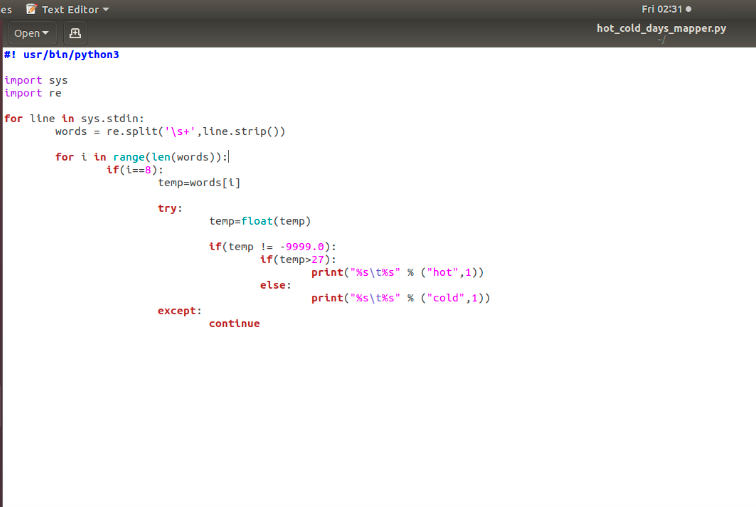 es Text Editor Fri 02:31
Open hot_cold_days_mapper.py
~/
#! usr/bin/python3
import sys
import re
for line in sys.stdin:
        words = re.split('\s+',line.strip())
        for i in range(len(words)):
                if(i==8):
                        temp=words[i]
                        try:
                                temp=float(temp)
                                if(temp != -9999.0):
                                        if(temp>27):
                                                print("%s\t%s" % ("hot",1))
                                        else:
                                                print("%s\t%s" % ("cold",1))
                        except:
                                continue